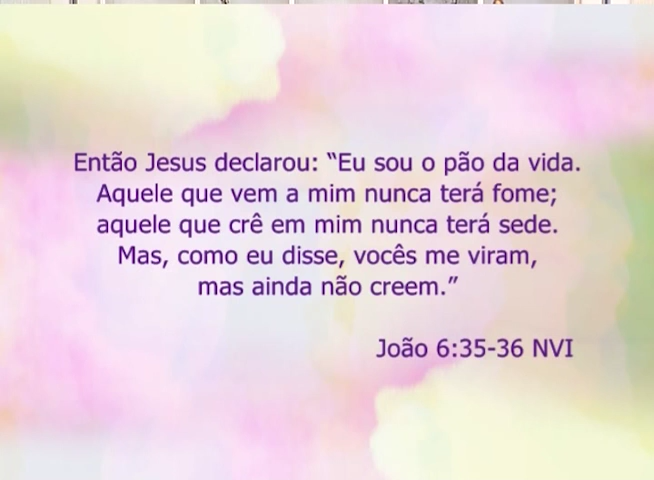 Então Jesus declarou: “Eu sou o pão da vida.
Aquele que vem a mim nunca terá fome;
aquele que crê em mim nunca terá sede.
Mas, como eu disse, vocês me viram,
mas ainda não creem.”
João 6:35-36 NVI